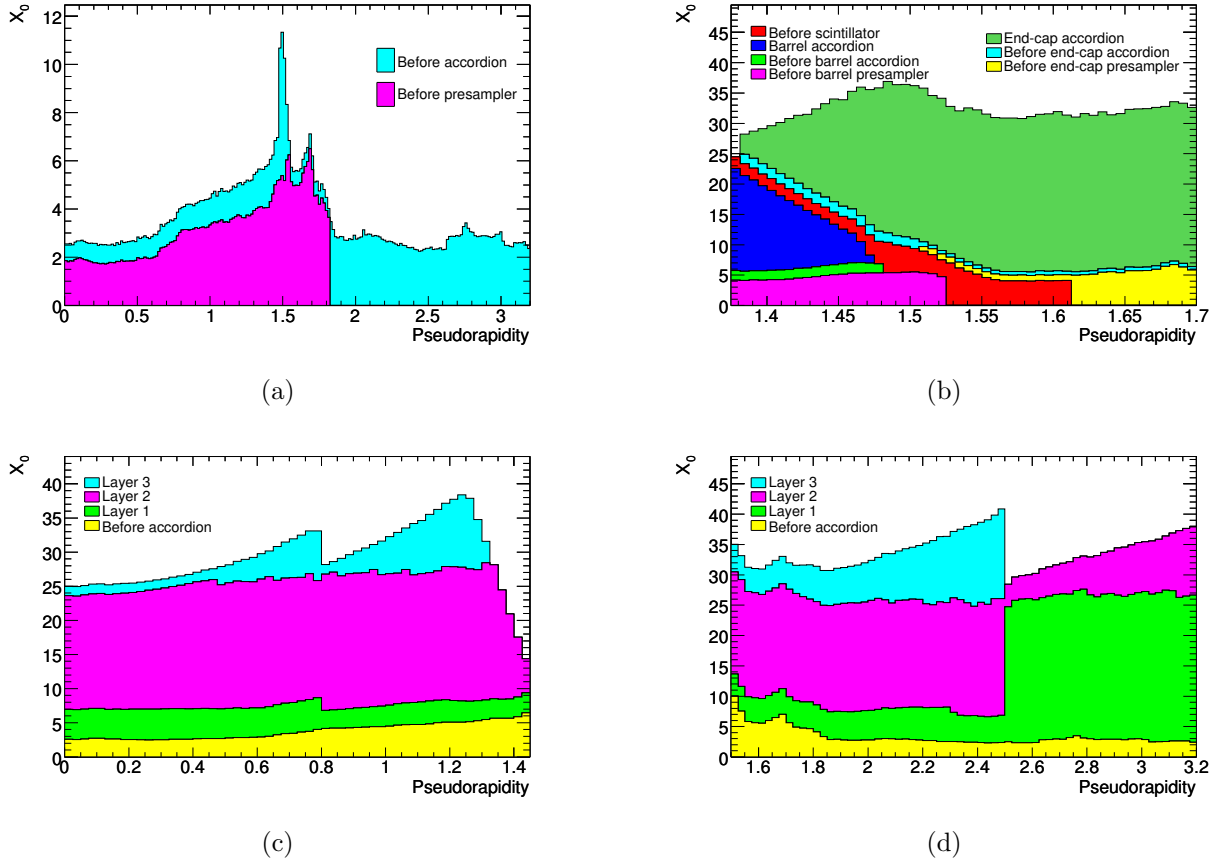 X₀
12
10
8
6
4
2
0
Before accordion
Before presampler
0 0.5 1 1.5 2 2.5 3
Pseudorapidity
(a)
X₀
45
40
35
30
25
20
15
10
5
0
Before scintillator
Barrel accordion
Before barrel accordion
Before barrel presampler
End-cap accordion
Before end-cap accordion
Before end-cap presampler
1.4 1.45 1.5 1.55 1.6 1.65 1.7
Pseudorapidity
(b)
X₀
40
35
30
25
20
15
10
5
0
Layer 3
Layer 2
Layer 1
Before accordion
0 0.2 0.4 0.6 0.8 1 1.2 1.4
Pseudorapidity
(c)
X₀
45
40
35
30
25
20
15
10
5
0
Layer 3
Layer 2
Layer 1
Before accordion
1.6 1.8 2 2.2 2.4 2.6 2.8 3 3.2
Pseudorapidity
(d)